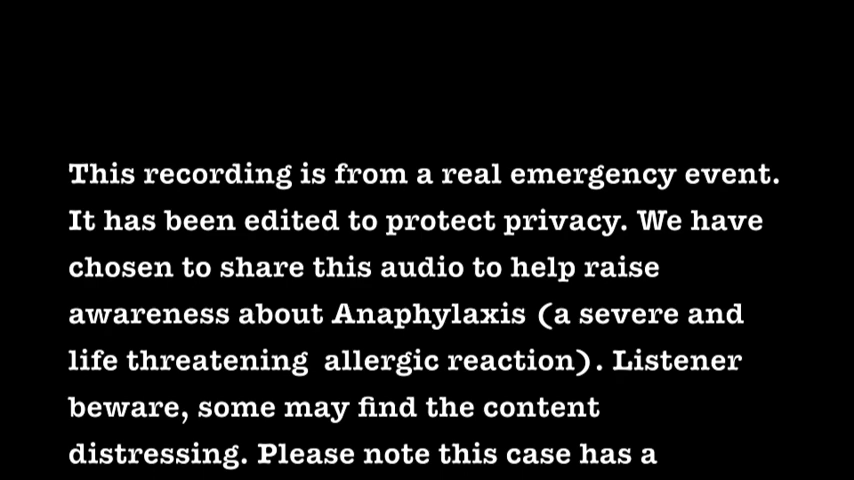 This recording is from a real emergency event.
It has been edited to protect privacy. We have
chosen to share this audio to help raise
awareness about Anaphylaxis (a severe and
life threatening  allergic reaction). Listener
beware, some may find the content
distressing. Please note this case has a